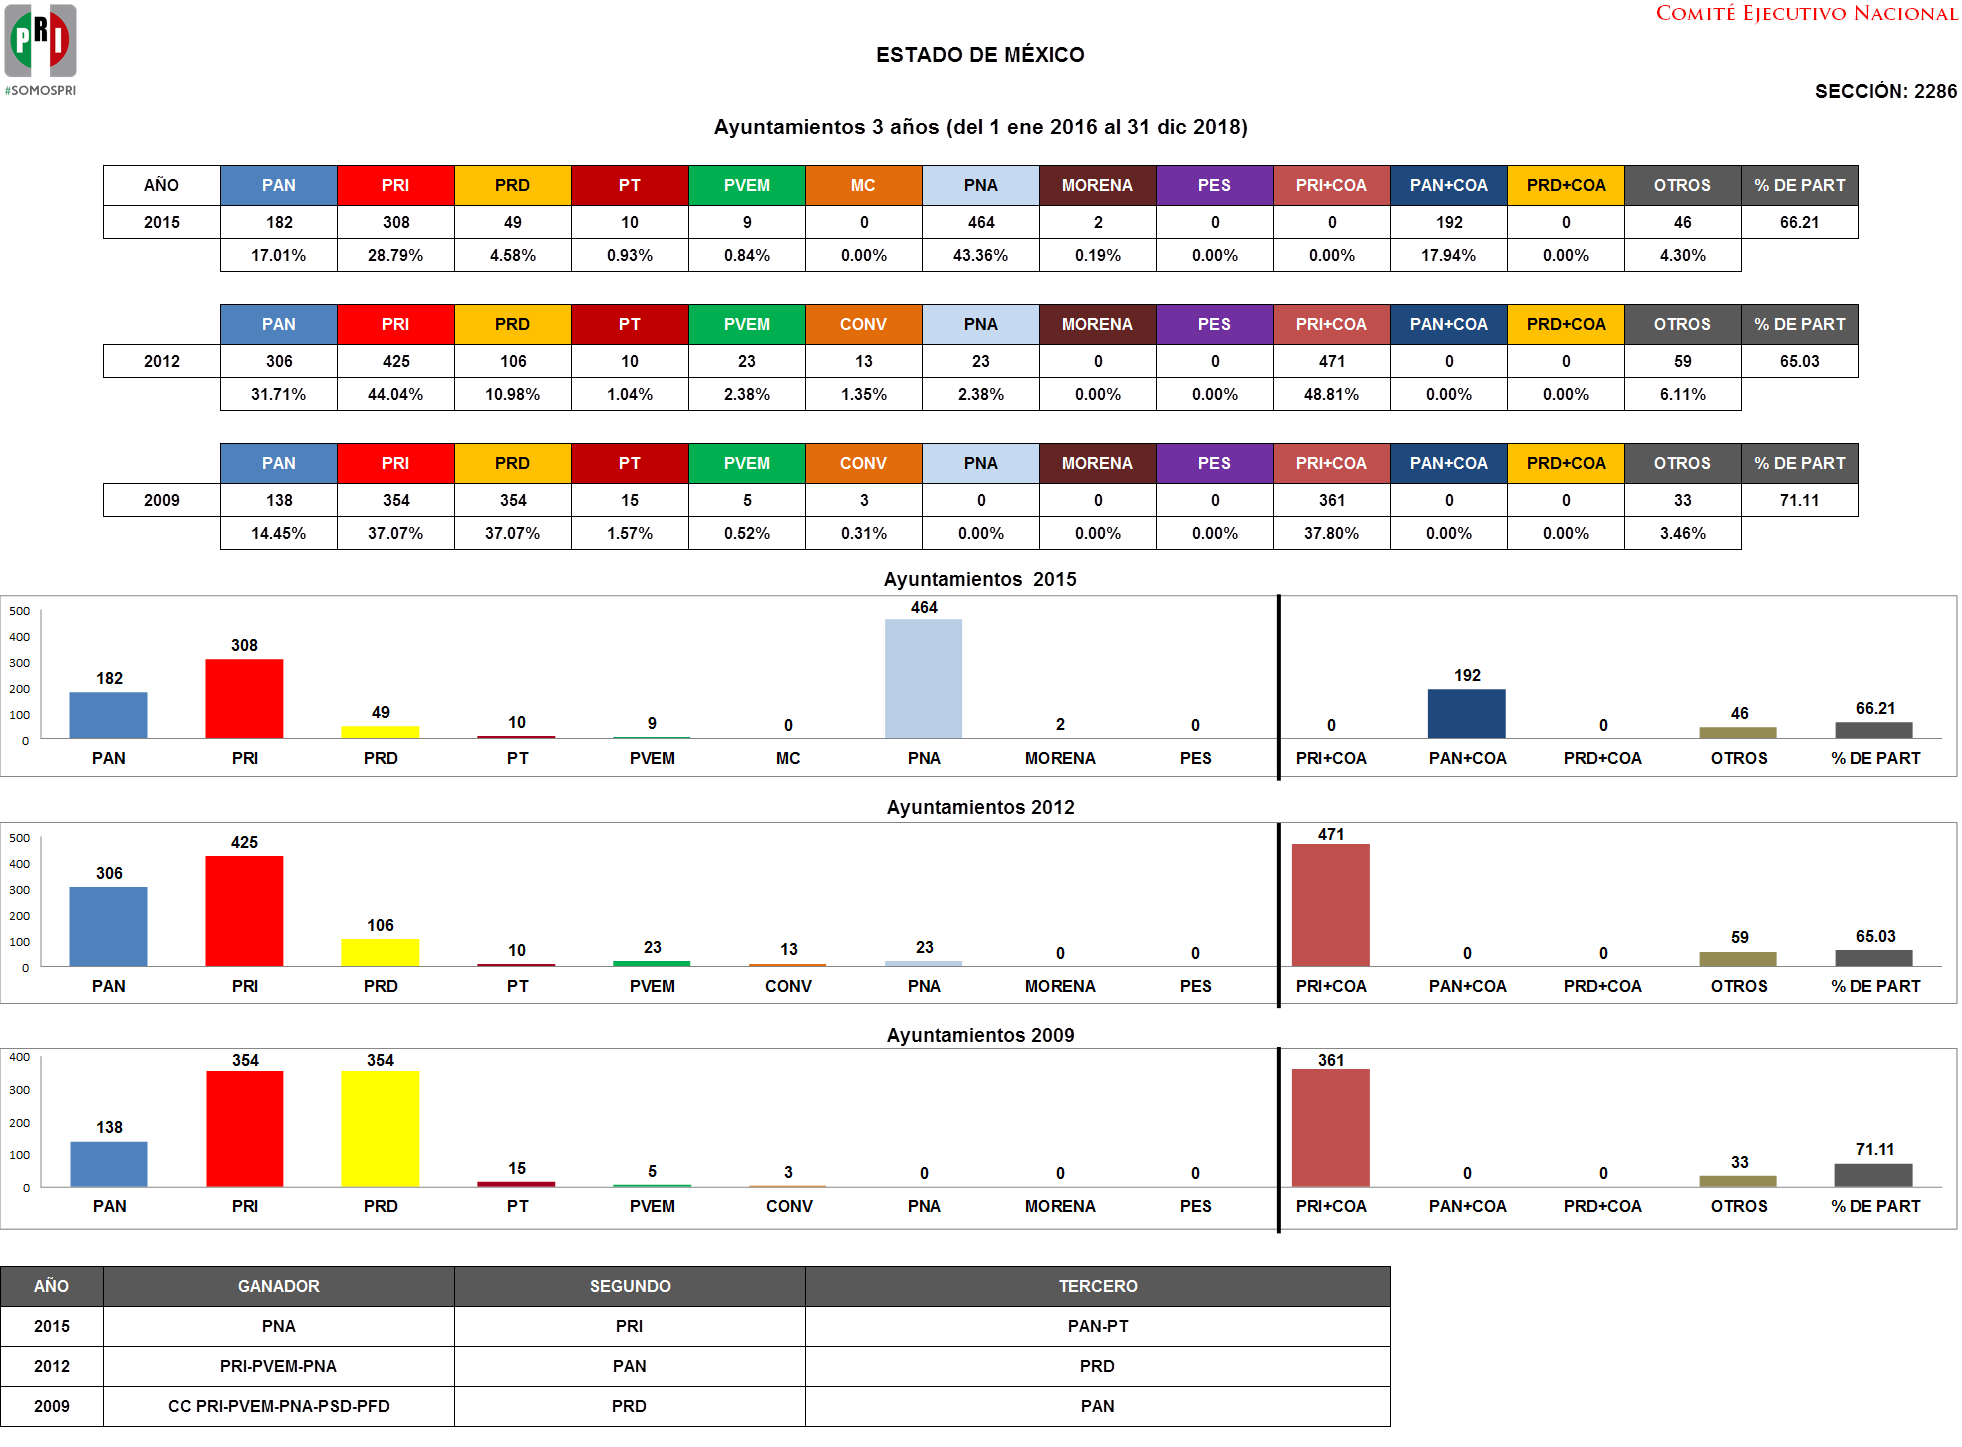 PRI
#SOMOSPRI
COMITÉ EJECUTIVO NACIONAL
ESTADO DE MÉXICO
SECCIÓN: 2286
Ayuntamientos 3 años (del 1 ene 2016 al 31 dic 2018)
AÑO PAN PRI PRD PT PVEM MC PNA MORENA PES PRI+COA PAN+COA PRD+COA OTROS % DE PART
2015 182 308 49 10 9 0 464 2 0 0 192 0 46 66.21
17.01% 28.79% 4.58% 0.93% 0.84% 0.00% 43.36% 0.19% 0.00% 0.00% 17.94% 0.00% 4.30%
PAN PRI PRD PT PVEM CONV PNA MORENA PES PRI+COA PAN+COA PRD+COA OTROS % DE PART
2012 306 425 106 10 23 13 23 0 0 471 0 0 59 65.03
31.71% 44.04% 10.98% 1.04% 2.38% 1.35% 2.38% 0.00% 0.00% 48.81% 0.00% 0.00% 6.11%
PAN PRI PRD PT PVEM CONV PNA MORENA PES PRI+COA PAN+COA PRD+COA OTROS % DE PART
2009 138 354 354 15 5 3 0 0 0 361 0 0 33 71.11
14.45% 37.07% 37.07% 1.57% 0.52% 0.31% 0.00% 0.00% 0.00% 37.80% 0.00% 0.00% 3.46%
Ayuntamientos 2015
500
400
300
200
100
0
182 308 49 10 9 0 464 2 0 0 192 0 46 66.21
PAN PRI PRD PT PVEM MC PNA MORENA PES PRI+COA PAN+COA PRD+COA OTROS % DE PART
Ayuntamientos 2012
500
400
300
200
100
0
306 425 106 10 23 13 23 0 0 471 0 0 59 65.03
PAN PRI PRD PT PVEM CONV PNA MORENA PES PRI+COA PAN+COA PRD+COA OTROS % DE PART
Ayuntamientos 2009
400
300
200
100
0
138 354 354 15 5 3 0 0 0 361 0 0 33 71.11
PAN PRI PRD PT PVEM CONV PNA MORENA PES PRI+COA PAN+COA PRD+COA OTROS % DE PART
AÑO GANADOR SEGUNDO TERCERO
2015 PNA PRI PAN-PT
2012 PRI-PVEM-PNA PAN PRD
2009 CC PRI-PVEM-PNA-PSD-PFD PRD PAN